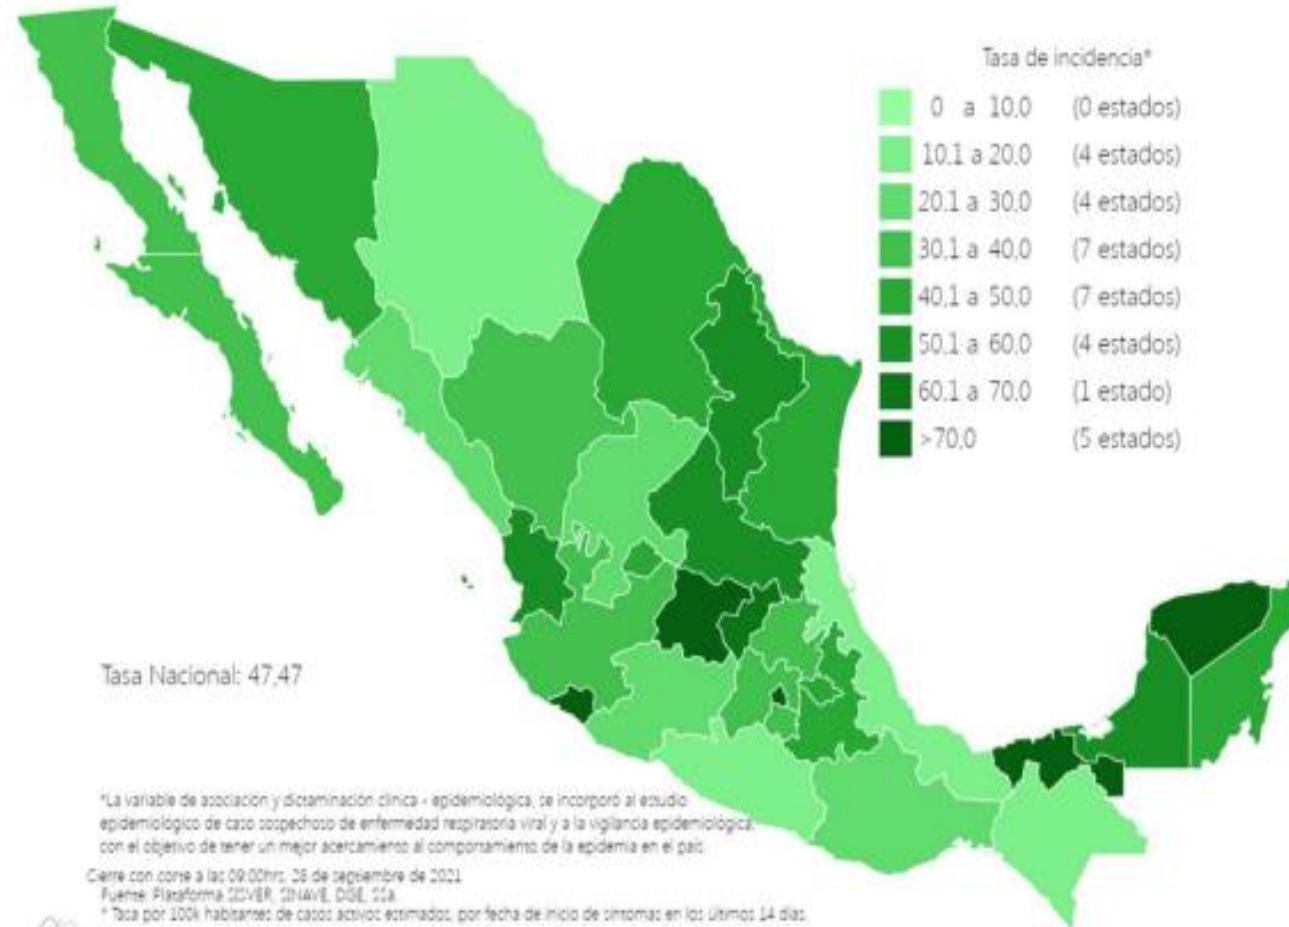 Tasa de incidencia*
0 a 10.0 (0 estados)
10.1 a 20.0 (4 estados)
20.1 a 30.0 (4 estados)
30.1 a 40.0 (7 estados)
40.1 a 50.0 (7 estados)
50.1 a 60.0 (4 estados)
60.1 a 70.0 (1 estado)
>70.0 (5 estados)
Tasa Nacional: 47.47
*La variable de asociación y dictaminación clínica - epidemiológica, se incorporó al estudio
epidemiológico de caso sospechoso de enfermedad respiratoria viral y a la vigilancia epidemiológica,
con el objetivo de tener un mejor acercamiento al comportamiento de la epidemia en el país.
Cierre con corte a las 09:00hrs, 28 de septiembre de 2021
Fuente: Plataforma SISVER, SINAVE, DGE, SSa.
* Tasa por 100k habitantes de casos activos estimados, por fecha de inicio de síntomas en los últimos 14 días.